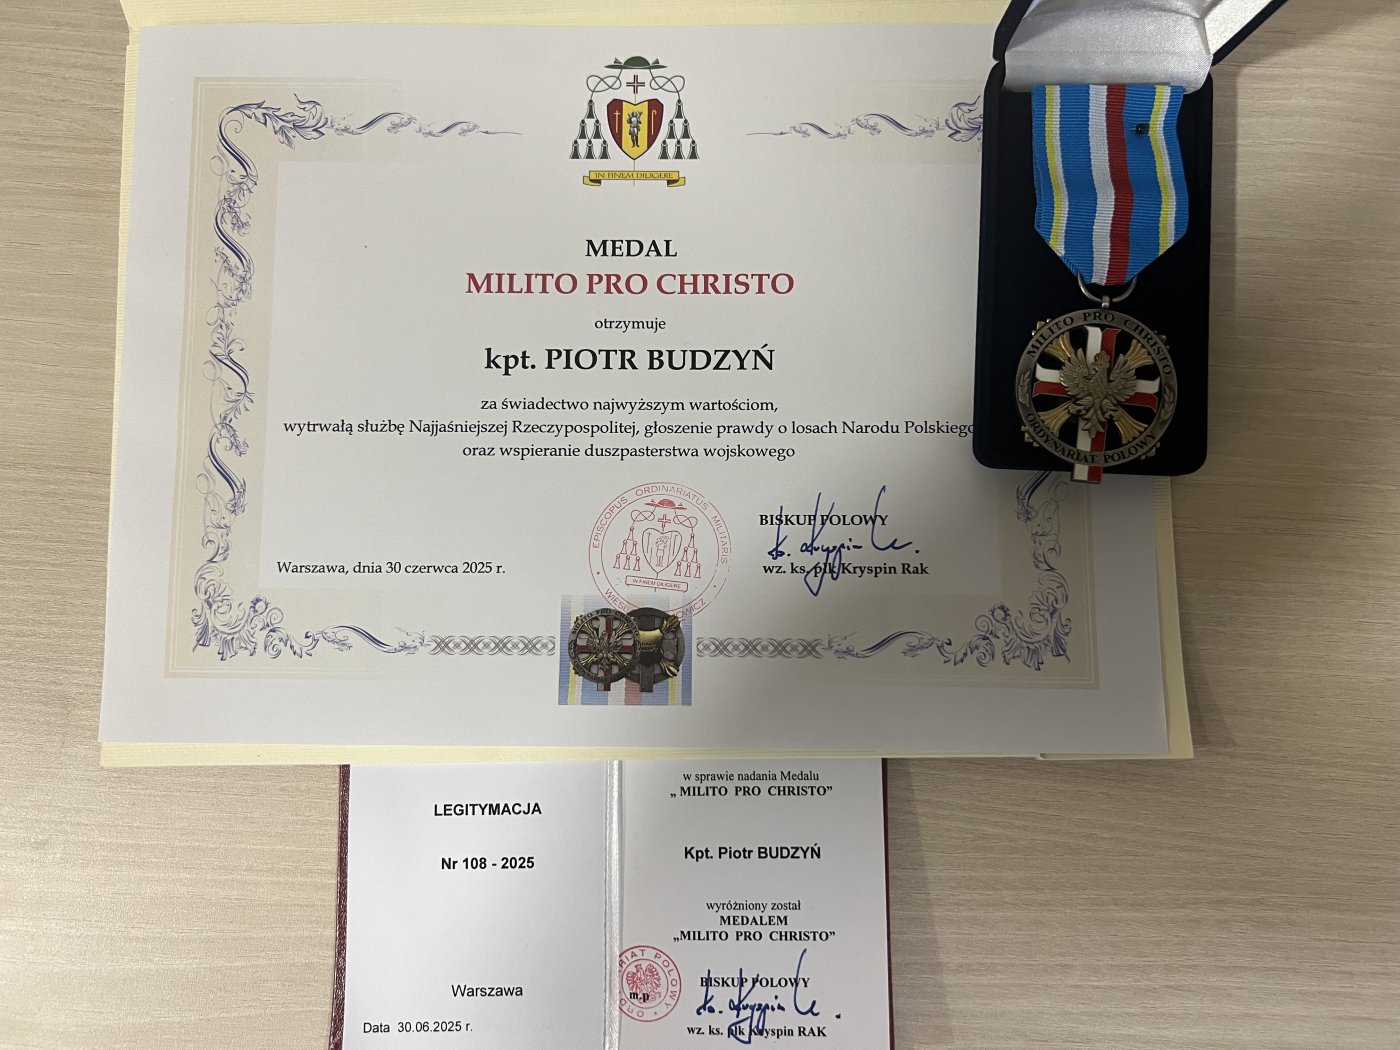 IN FINEM DILIGERE
MEDAL
MILITO PRO CHRISTO
otrzymuje
kpt. PIOTR BUDZYŃ
za świadectwo najwyższym wartościom,
wytrwałą służbę Najjaśniejszej Rzeczypospolitej, głoszenie prawdy o losach Narodu Polskiego
oraz wspieranie duszpasterstwa wojskowego
EPISCOPUS ORDINARIATUS MILITARIS
IN FINEM DILIGERE
BISKUP POLOWY
wz. ks. płk Kryspin Rak
Warszawa, dnia 30 czerwca 2025 r.
MILITO PRO CHRISTO
ORDYNARIAT POLOWY
LEGITYMACJA
Nr 108 - 2025
Warszawa
Data 30.06.2025 r.
w sprawie nadania Medalu
„ MILITO PRO CHRISTO”
Kpt. Piotr BUDZYŃ
wyróżniony został
MEDALEM
„MILITO PRO CHRISTO”
m.p
BISKUP POLOWY
wz. ks. płk Kryspin RAK